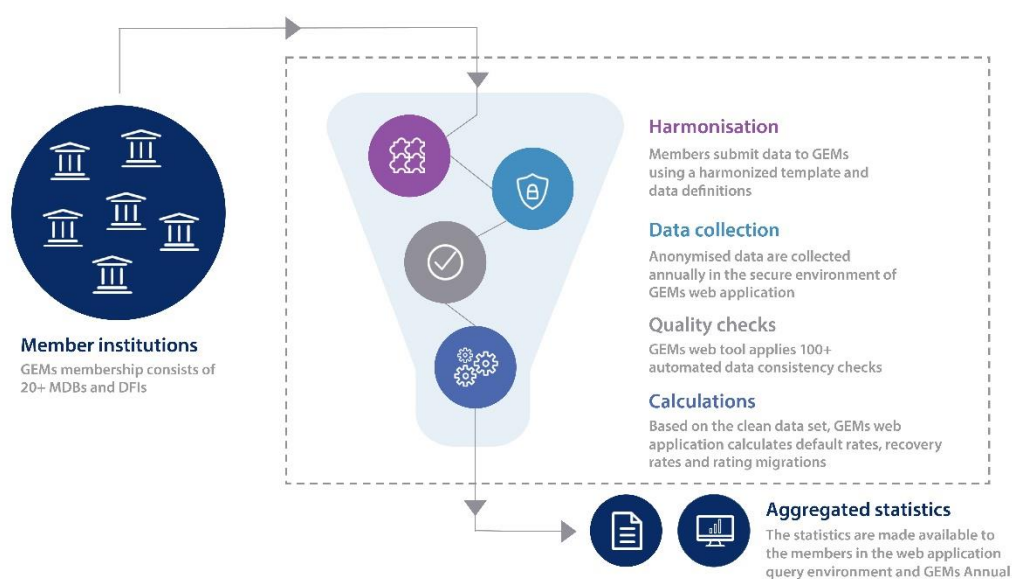 Harmonisation
Members submit data to GEMs
using a harmonized template and
data definitions
Data collection
Anonymised data are collected
annually in the secure environment of
GEMs web application
Quality checks
GEMs web tool applies 100+
automated data consistency checks
Calculations
Based on the clean data set, GEMs web
application calculates default rates, recovery
rates and rating migrations
Member institutions
GEMs membership consists of
20+ MDBs and DFIs
Aggregated statistics
The statistics are made available to
the members in the web application
query environment and GEMs Annual